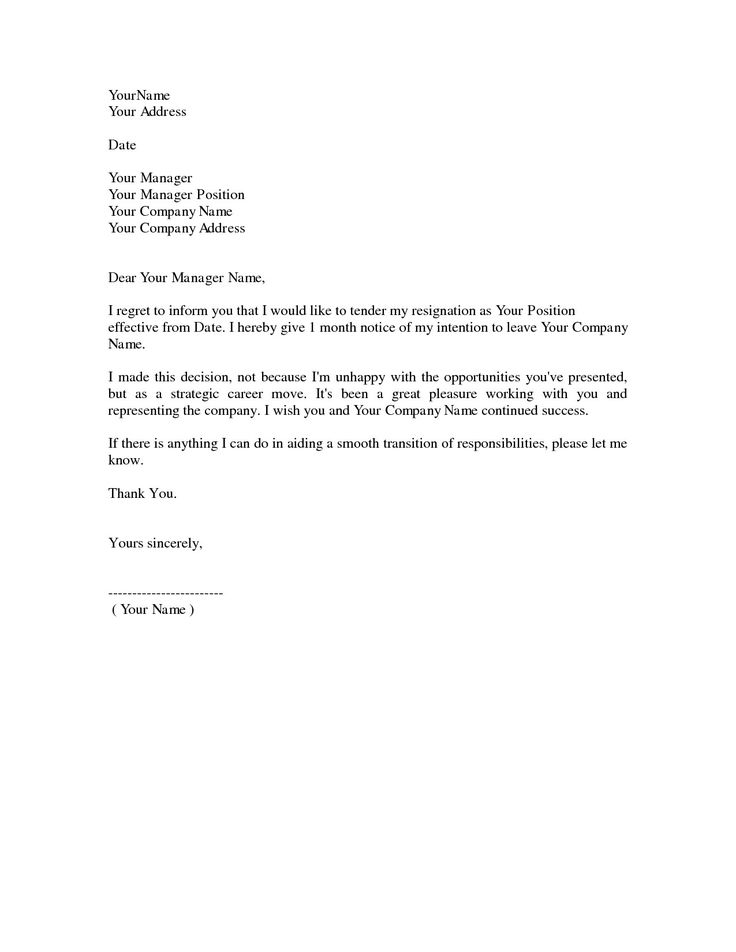 YourName
Your Address
Date
Your Manager
Your Manager Position
Your Company Name
Your Company Address
Dear Your Manager Name,
I regret to inform you that I would like to tender my resignation as Your Position
effective from Date. I hereby give 1 month notice of my intention to leave Your Company
Name.
I made this decision, not because I'm unhappy with the opportunities you've presented,
but as a strategic career move. It's been a great pleasure working with you and
representing the company. I wish you and Your Company Name continued success.
If there is anything I can do in aiding a smooth transition of responsibilities, please let me
know.
Thank You.
Yours sincerely,
------------------------
( Your Name )